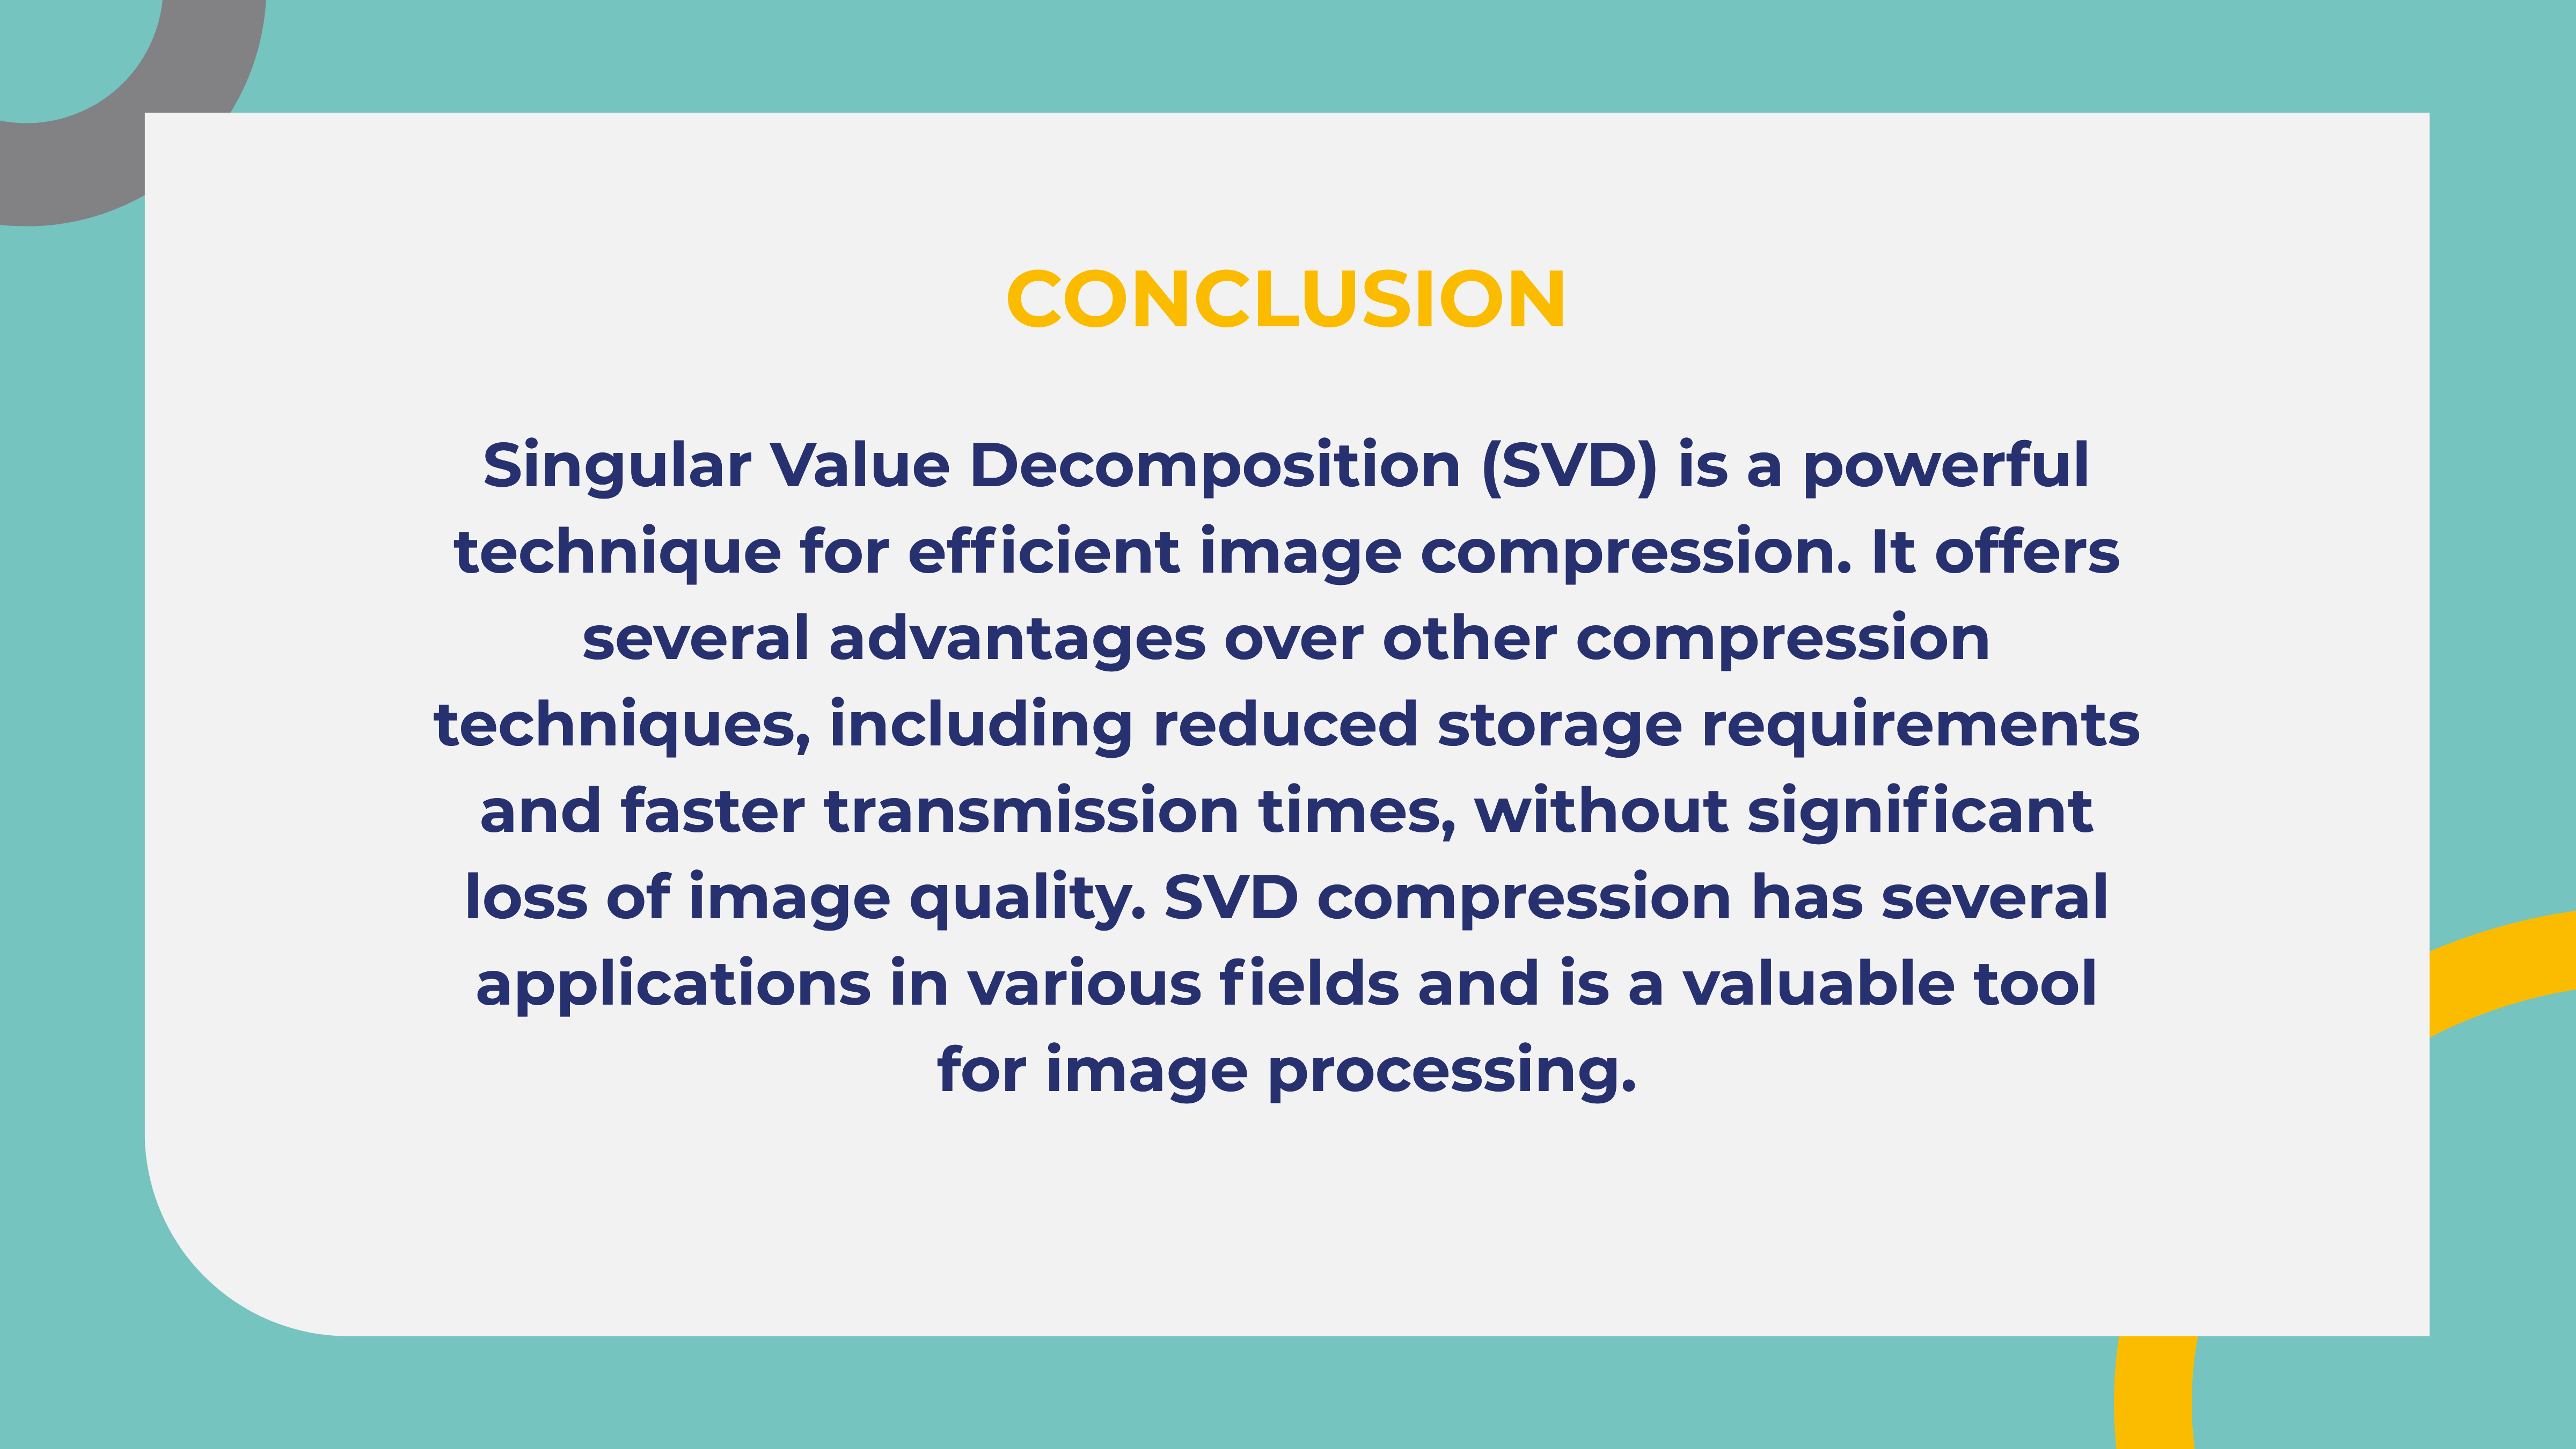 CONCLUSION
Singular Value Decomposition (SVD) is a powerful
technique for efficient image compression. It offers
several advantages over other compression
techniques, including reduced storage requirements
and faster transmission times, without significant
loss of image quality. SVD compression has several
applications in various fields and is a valuable tool
for image processing.